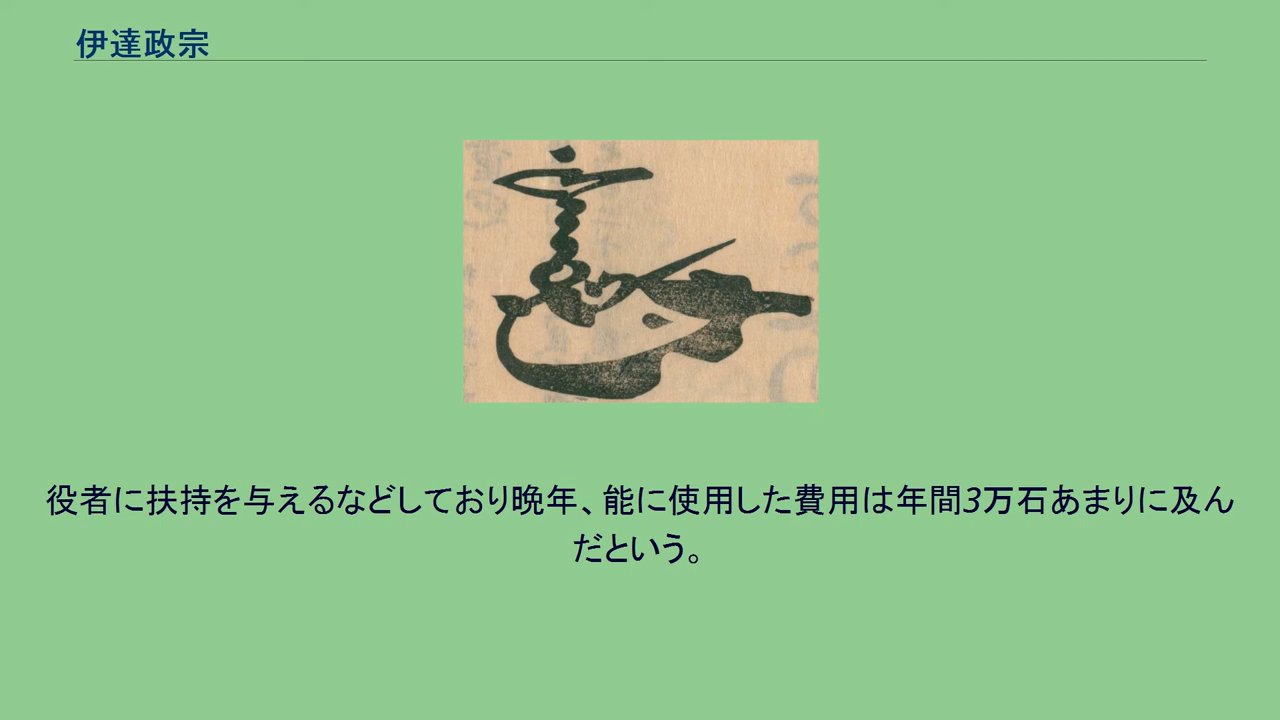 伊達政宗
役者に扶持を与えるなどしており晩年、能に使用した費用は年間3万石あまりに及ん
だという。